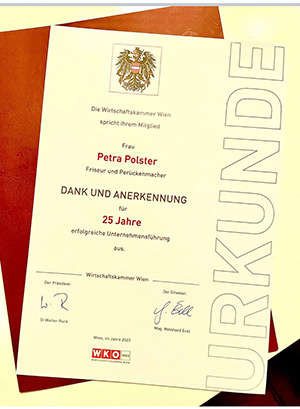 URKUNDE
Die Wirtschaftskammer Wien
spricht ihrem Mitglied
Frau
Petra Polster
Friseur und Perückenmacher
DANK UND ANERKENNUNG
für
25 Jahre
erfolgreiche Unternehmensführung
aus.
Wirtschaftskammer Wien
Der Präsident:
Der Direktor:
DI Walter Ruck
Mag. Meinhard Eckl
Wien, im Jahre 2023
WKO